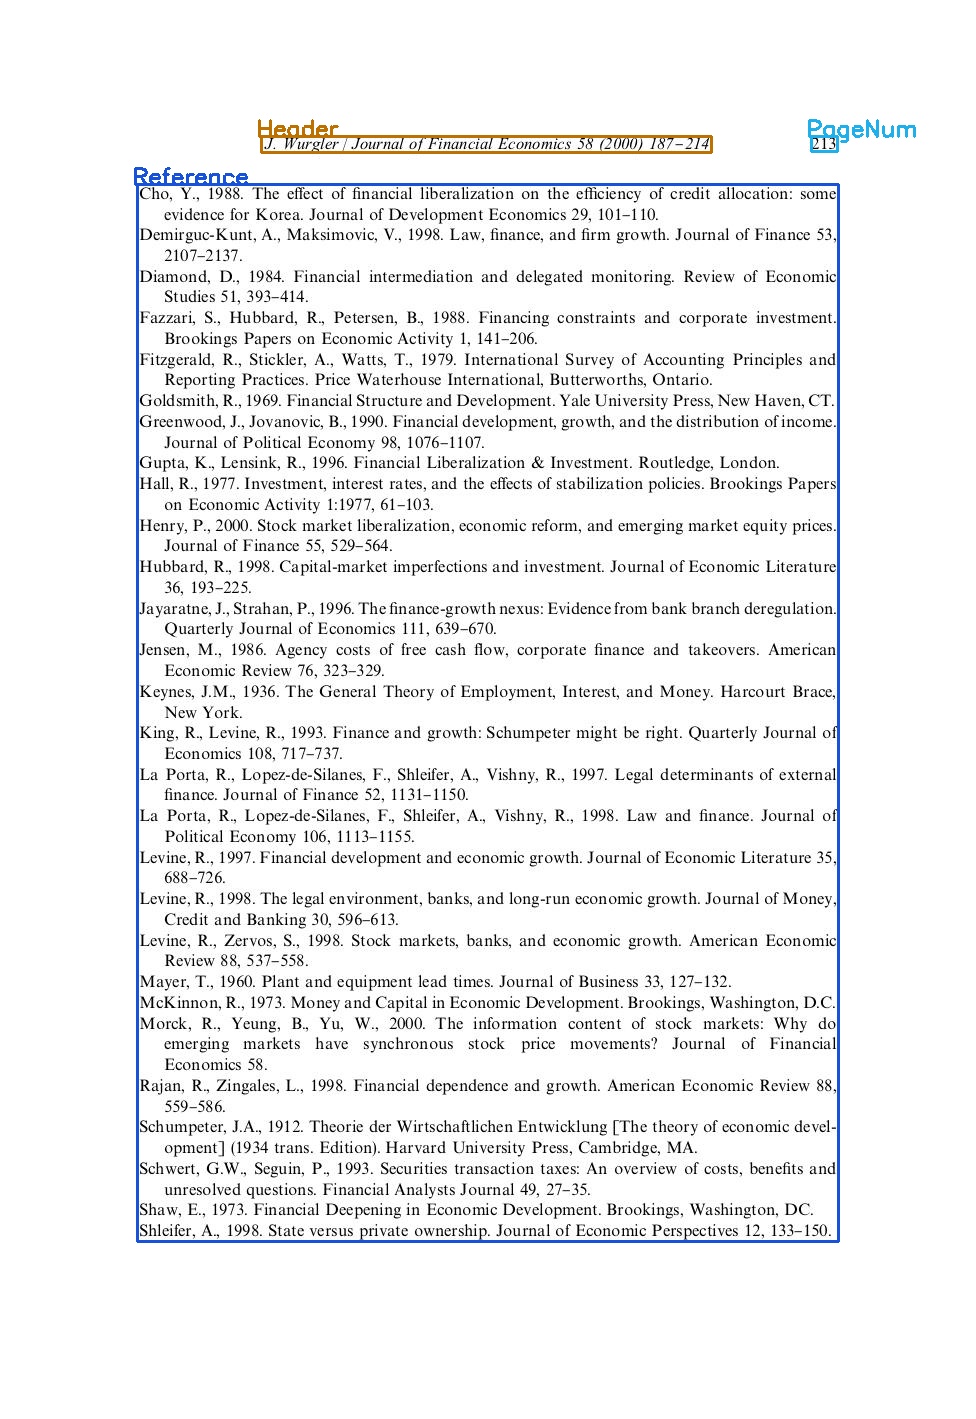 Header
PageNum
J. Wurgler / Journal of Financial Economics 58 (2000) 187–214
213
Reference
Cho, Y., 1988. The effect of financial liberalization on the efficiency of credit allocation: some
evidence for Korea. Journal of Development Economics 29, 101–110.
Demirguc-Kunt, A., Maksimovic, V., 1998. Law, finance, and firm growth. Journal of Finance 53,
2107–2137.
Diamond, D., 1984. Financial intermediation and delegated monitoring. Review of Economic
Studies 51, 393–414.
Fazzari, S., Hubbard, R., Petersen, B., 1988. Financing constraints and corporate investment.
Brookings Papers on Economic Activity 1, 141–206.
Fitzgerald, R., Stickler, A., Watts, T., 1979. International Survey of Accounting Principles and
Reporting Practices. Price Waterhouse International, Butterworths, Ontario.
Goldsmith, R., 1969. Financial Structure and Development. Yale University Press, New Haven, CT.
Greenwood, J., Jovanovic, B., 1990. Financial development, growth, and the distribution of income.
Journal of Political Economy 98, 1076–1107.
Gupta, K., Lensink, R., 1996. Financial Liberalization & Investment. Routledge, London.
Hall, R., 1977. Investment, interest rates, and the effects of stabilization policies. Brookings Papers
on Economic Activity 1:1977, 61–103.
Henry, P., 2000. Stock market liberalization, economic reform, and emerging market equity prices.
Journal of Finance 55, 529–564.
Hubbard, R., 1998. Capital-market imperfections and investment. Journal of Economic Literature
36, 193–225.
Jayaratne, J., Strahan, P., 1996. The finance-growth nexus: Evidence from bank branch deregulation.
Quarterly Journal of Economics 111, 639–670.
Jensen, M., 1986. Agency costs of free cash flow, corporate finance and takeovers. American
Economic Review 76, 323–329.
Keynes, J.M., 1936. The General Theory of Employment, Interest, and Money. Harcourt Brace,
New York.
King, R., Levine, R., 1993. Finance and growth: Schumpeter might be right. Quarterly Journal of
Economics 108, 717–737.
La Porta, R., Lopez-de-Silanes, F., Shleifer, A., Vishny, R., 1997. Legal determinants of external
finance. Journal of Finance 52, 1131–1150.
La Porta, R., Lopez-de-Silanes, F., Shleifer, A., Vishny, R., 1998. Law and finance. Journal of
Political Economy 106, 1113–1155.
Levine, R., 1997. Financial development and economic growth. Journal of Economic Literature 35,
688–726.
Levine, R., 1998. The legal environment, banks, and long-run economic growth. Journal of Money,
Credit and Banking 30, 596–613.
Levine, R., Zervos, S., 1998. Stock markets, banks, and economic growth. American Economic
Review 88, 537–558.
Mayer, T., 1960. Plant and equipment lead times. Journal of Business 33, 127–132.
McKinnon, R., 1973. Money and Capital in Economic Development. Brookings, Washington, D.C.
Morck, R., Yeung, B., Yu, W., 2000. The information content of stock markets: Why do
emerging markets have synchronous stock price movements? Journal of Financial
Economics 58.
Rajan, R., Zingales, L., 1998. Financial dependence and growth. American Economic Review 88,
559–586.
Schumpeter, J.A., 1912. Theorie der Wirtschaftlichen Entwicklung [The theory of economic devel-
opment] (1934 trans. Edition). Harvard University Press, Cambridge, MA.
Schwert, G.W., Seguin, P., 1993. Securities transaction taxes: An overview of costs, benefits and
unresolved questions. Financial Analysts Journal 49, 27–35.
Shaw, E., 1973. Financial Deepening in Economic Development. Brookings, Washington, DC.
Shleifer, A., 1998. State versus private ownership. Journal of Economic Perspectives 12, 133–150.